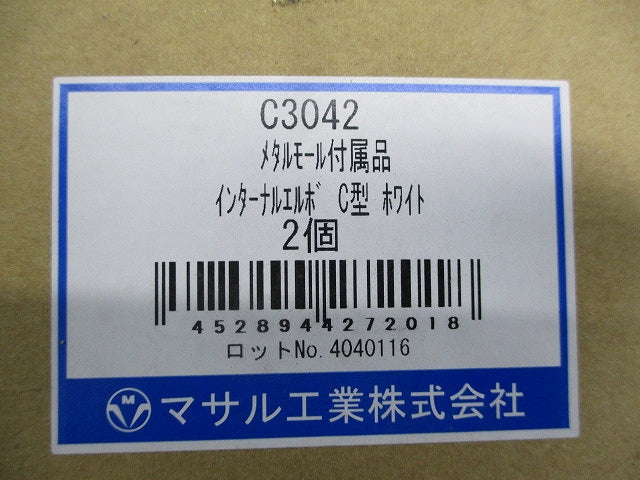 C3042
ﾒﾀﾙﾓｰﾙ付属品
ｲﾝﾀｰﾅﾙｴﾙﾎﾞ C型 ﾎﾜｲﾄ
2個
4528944272018
ロットNo. 4040116
M マサル工業株式会社